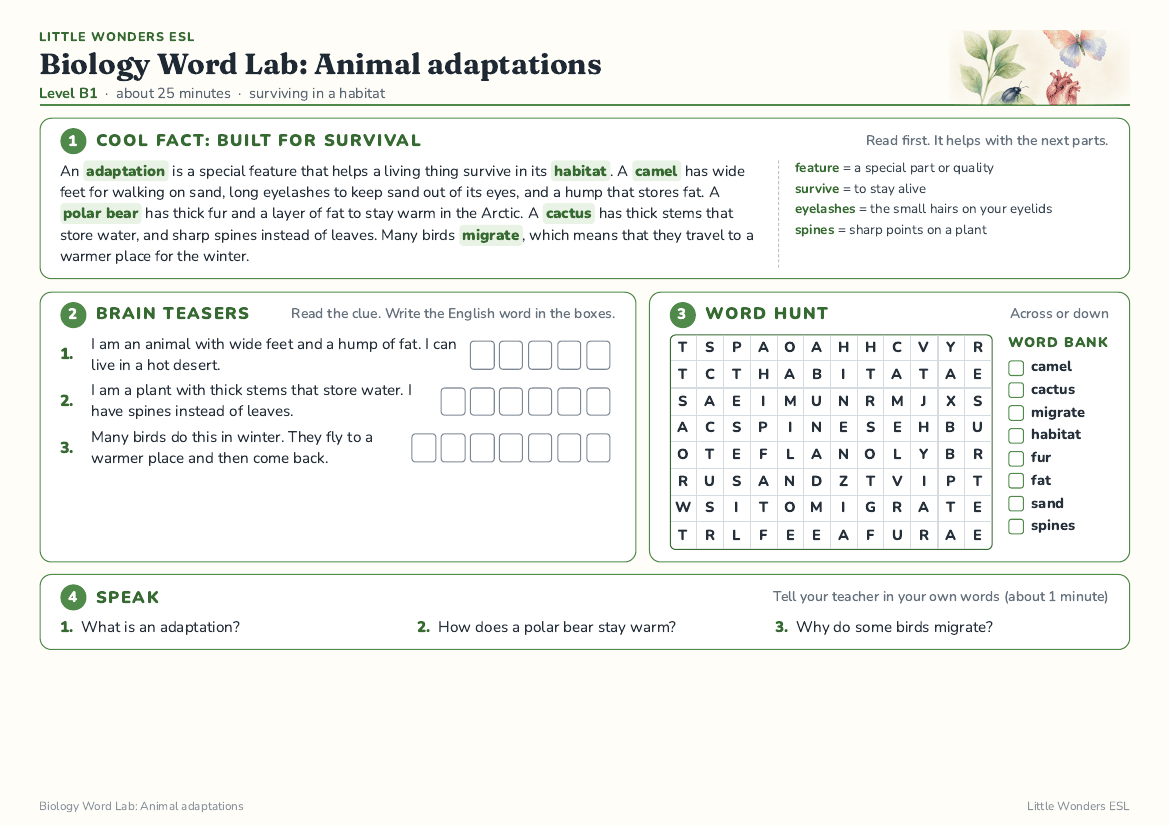 LITTLE WONDERS ESL
Biology Word Lab: Animal adaptations
Level B1 · about 25 minutes · surviving in a habitat
1 COOL FACT: BUILT FOR SURVIVAL
Read first. It helps with the next parts.
An adaptation is a special feature that helps a living thing survive in its habitat. A camel has wide
feet for walking on sand, long eyelashes to keep sand out of its eyes, and a hump that stores fat. A
polar bear has thick fur and a layer of fat to stay warm in the Arctic. A cactus has thick stems that
store water, and sharp spines instead of leaves. Many birds migrate, which means that they travel to a
warmer place for the winter.
feature = a special part or quality
survive = to stay alive
eyelashes = the small hairs on your eyelids
spines = sharp points on a plant
2 BRAIN TEASERS
Read the clue. Write the English word in the boxes.
1. I am an animal with wide feet and a hump of fat. I can
live in a hot desert.
2. I am a plant with thick stems that store water. I
have spines instead of leaves.
3. Many birds do this in winter. They fly to a
warmer place and then come back.
3 WORD HUNT
Across or down
T S P A O A H H C V Y R
T C T H A B I T A T A E
S A E I M U N R M J X S
A C S P I N E S E H B U
O T E F L A N O L Y B R
R U S A N D Z T V I P T
W S I T O M I G R A T E
T R L F E E A F U R A E
WORD BANK
camel
cactus
migrate
habitat
fur
fat
sand
spines
4 SPEAK
Tell your teacher in your own words (about 1 minute)
1. What is an adaptation?
2. How does a polar bear stay warm?
3. Why do some birds migrate?
Biology Word Lab: Animal adaptations
Little Wonders ESL